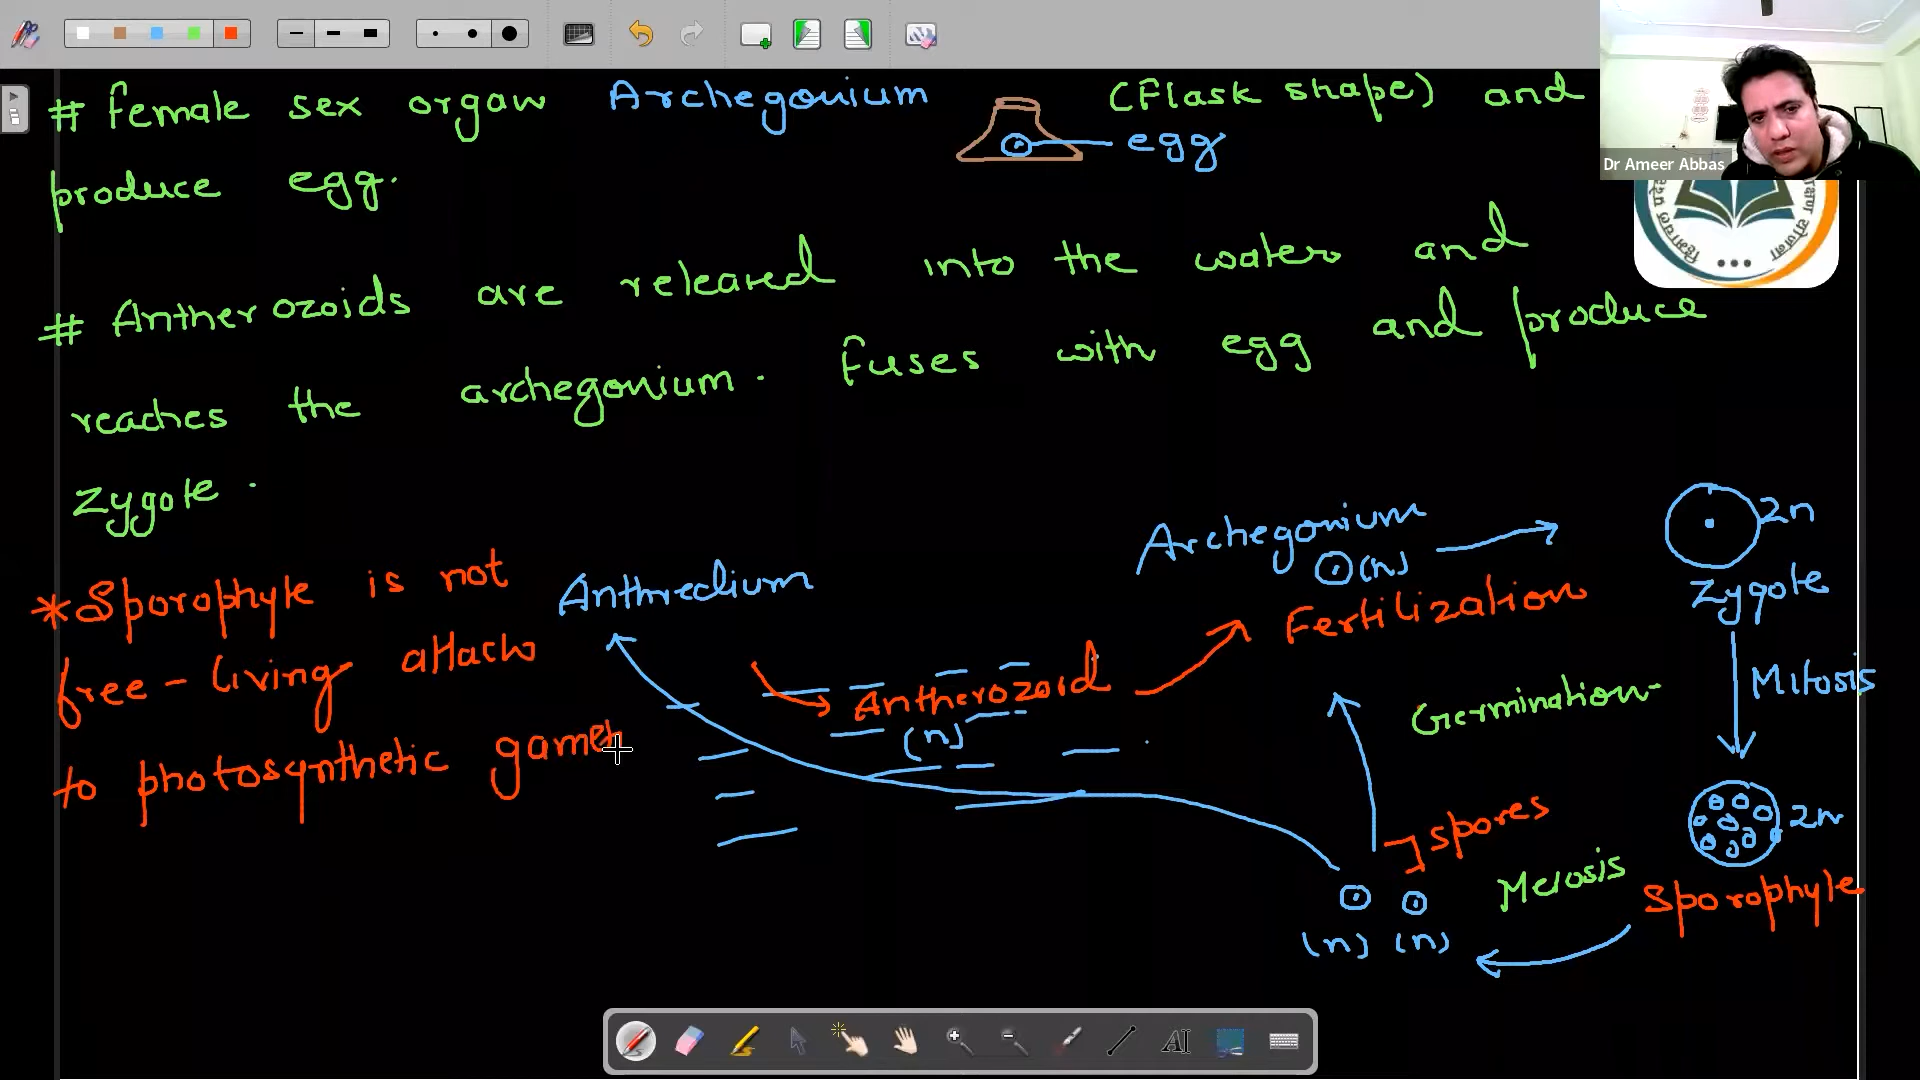 # Female sex organ Archegonium (Flask shape) and
egg
produce egg.
# Antherozoids are released into the water and
reaches the archegonium. Fuses with egg and produce
zygote.
*Sporophyte is not
free-living attach
to photosynthetic gamet
Anthredium
Archegonium
(n)
2n
Zygote
Fertilization
Antherozoid
(n)
Mitosis
Germination
2n
Spores
Meiosis
Sporophyte
(n) (n)
Dr Ameer Abbas
AI